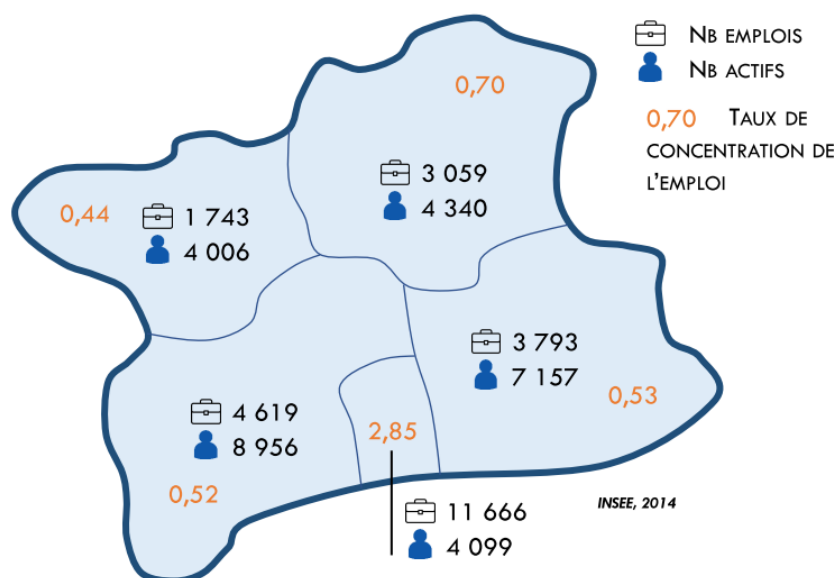 NB EMPLOIS
NB ACTIFS
0,70 TAUX DE
CONCENTRATION DE
L'EMPLOI
0,70
3 059
4 340
0,44
1 743
4 006
3 793
7 157
0,53
4 619
8 956
0,52
2,85
11 666
4 099
INSEE, 2014